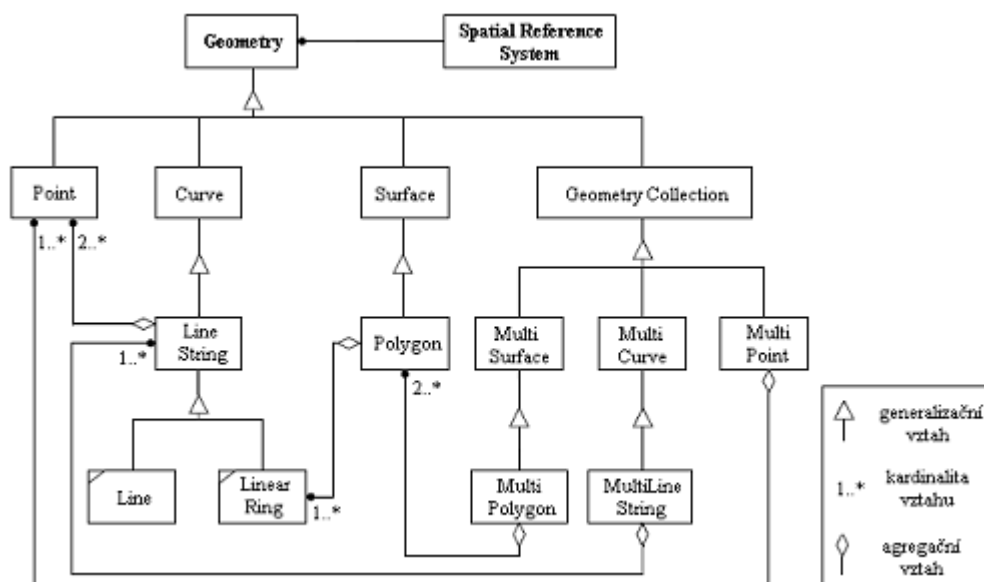 Geometry
Spatial Reference
System
Point
Curve
Surface
Geometry Collection
1..*
2..*
Line
String
1..*
Polygon
2..*
Multi
Surface
Multi
Curve
Multi
Point
Line
Linear
Ring
1..*
Multi
Polygon
MultiLine
String
generalizační
vztah
1..*
kardinalita
vztahu
agregační
vztah